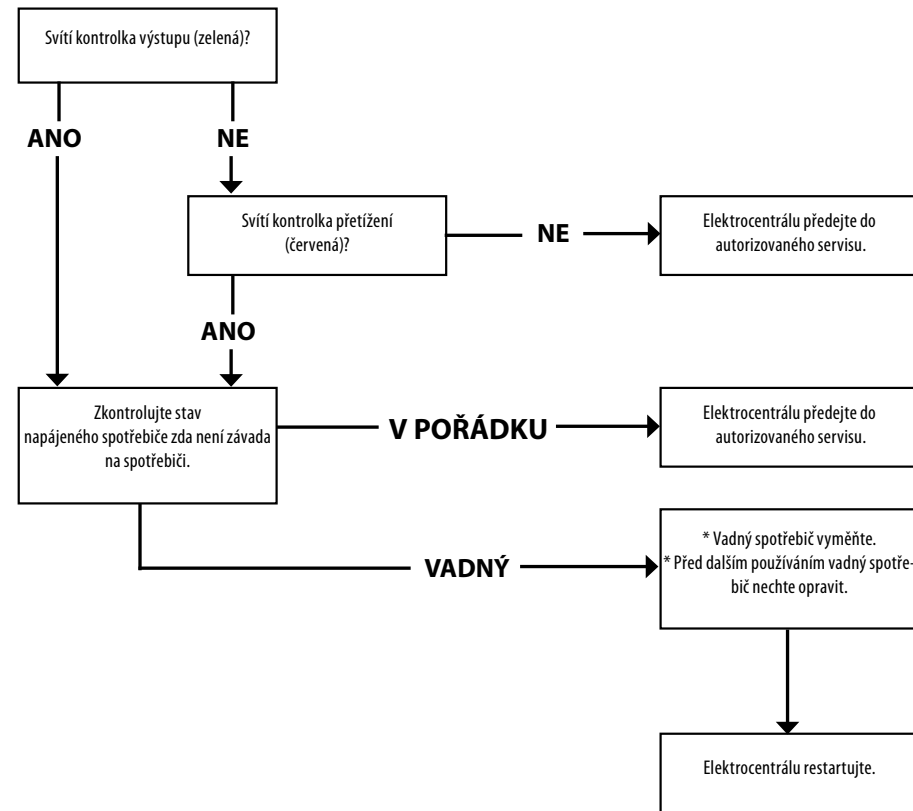 Svítí kontrolka výstupu (zelená)?
ANO
NE
Svítí kontrolka přetížení
(červená)?
NE
Elektrocentrálu předejte do
autorizovaného servisu.
ANO
Zkontrolujte stav
napájeného spotřebiče zda není závada
na spotřebiči.
V POŘÁDKU
Elektrocentrálu předejte do
autorizovaného servisu.
VADNÝ
* Vadný spotřebič vyměňte.
* Před dalším používáním vadný spotře-
bič nechte opravit.
Elektrocentrálu restartujte.